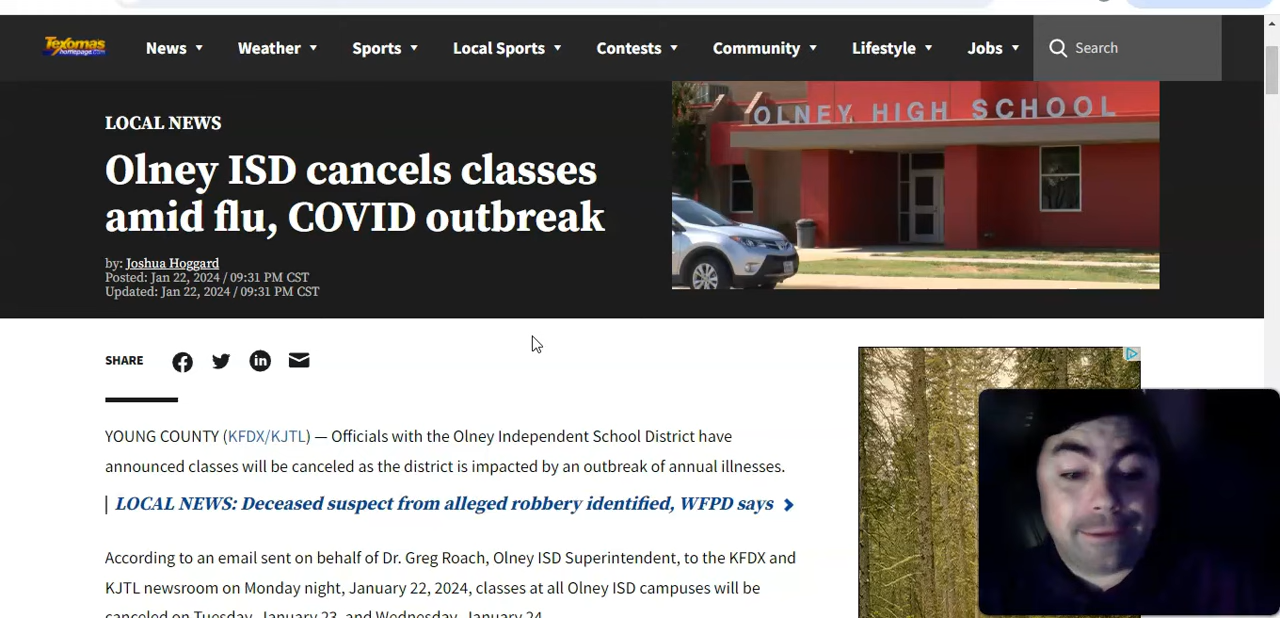 Texomas
homepage.com
News
Weather
Sports
Local Sports
Contests
Community
Lifestyle
Jobs
Search
LOCAL NEWS
Olney ISD cancels classes
amid flu, COVID outbreak
by: Joshua Hoggard
Posted: Jan 22, 2024 / 09:31 PM CST
Updated: Jan 22, 2024 / 09:31 PM CST
OLNEY HIGH SCHOOL
SHARE
in
YOUNG COUNTY (KFDX/KJTL) — Officials with the Olney Independent School District have
announced classes will be canceled as the district is impacted by an outbreak of annual illnesses.
LOCAL NEWS: Deceased suspect from alleged robbery identified, WFPD says
According to an email sent on behalf of Dr. Greg Roach, Olney ISD Superintendent, to the KFDX and
KJTL newsroom on Monday night, January 22, 2024, classes at all Olney ISD campuses will be
canceled on Tuesday, January 23, and Wednesday, January 24.